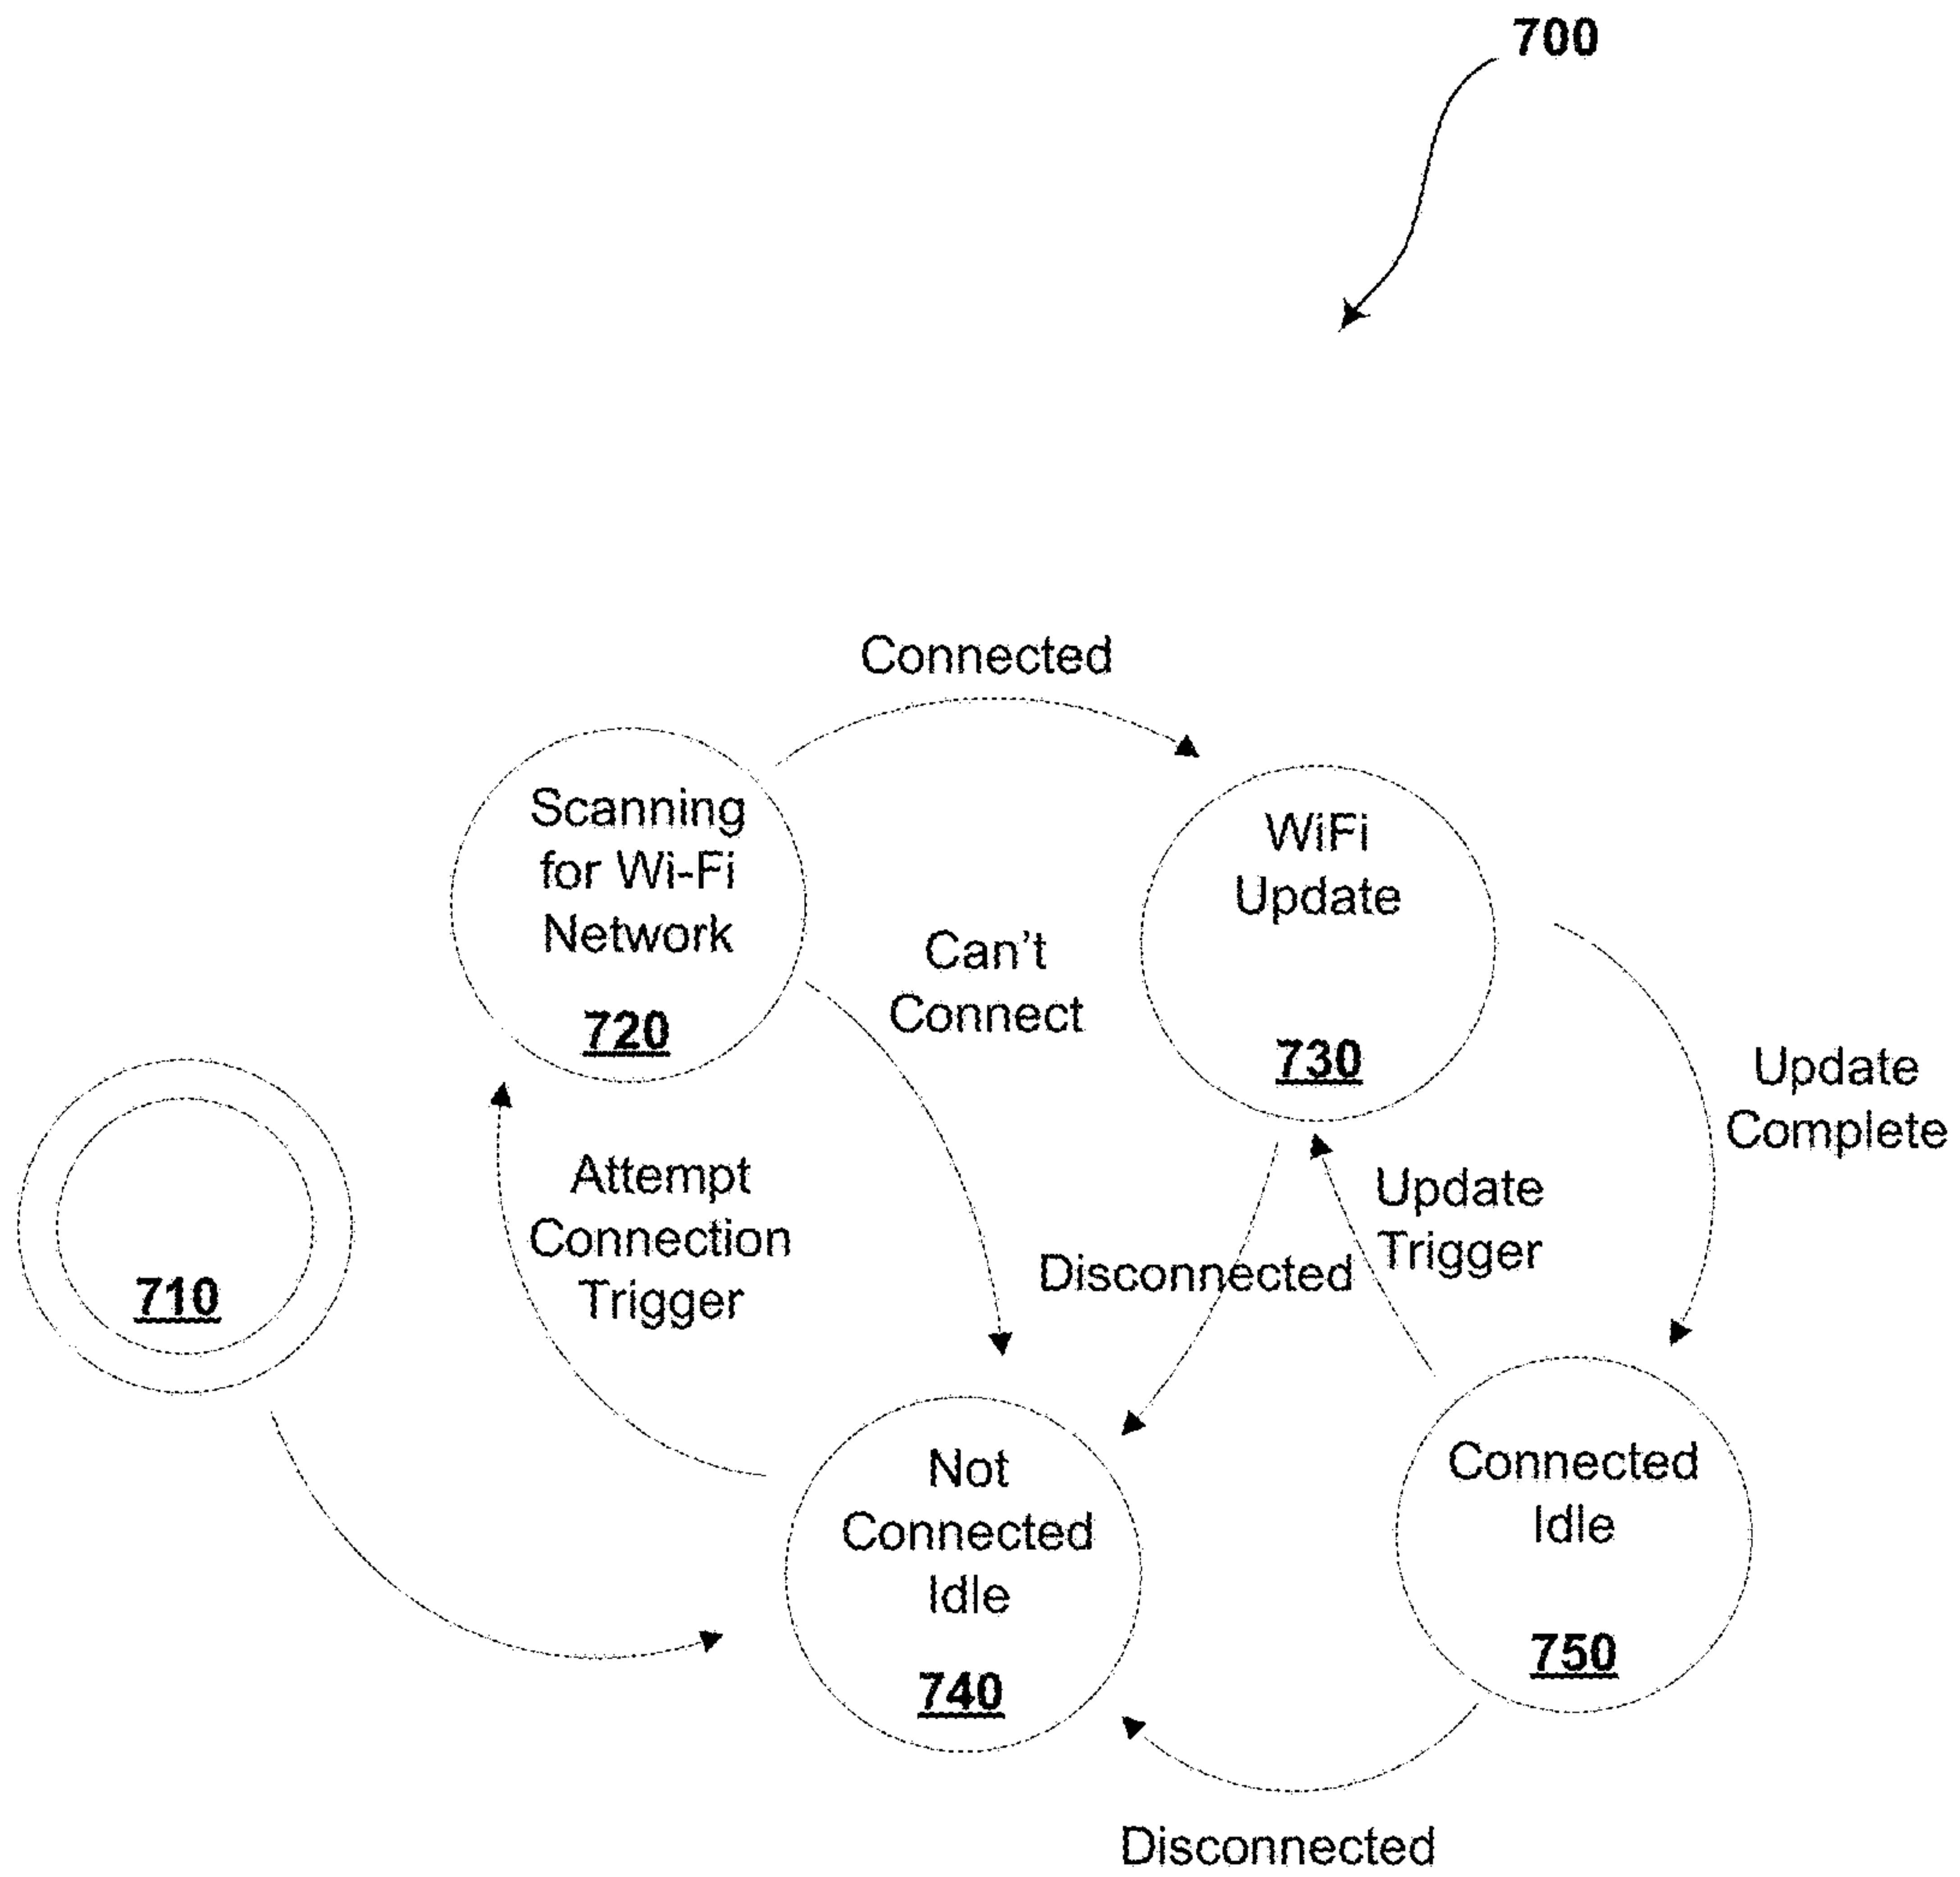 700
Connected
Scanning
for Wi-Fi
Network
720
WiFi
Update
730
Can't
Connect
Update
Complete
710
Attempt
Connection
Trigger
Disconnected
Update
Trigger
Not
Connected
Idle
740
Connected
Idle
750
Disconnected